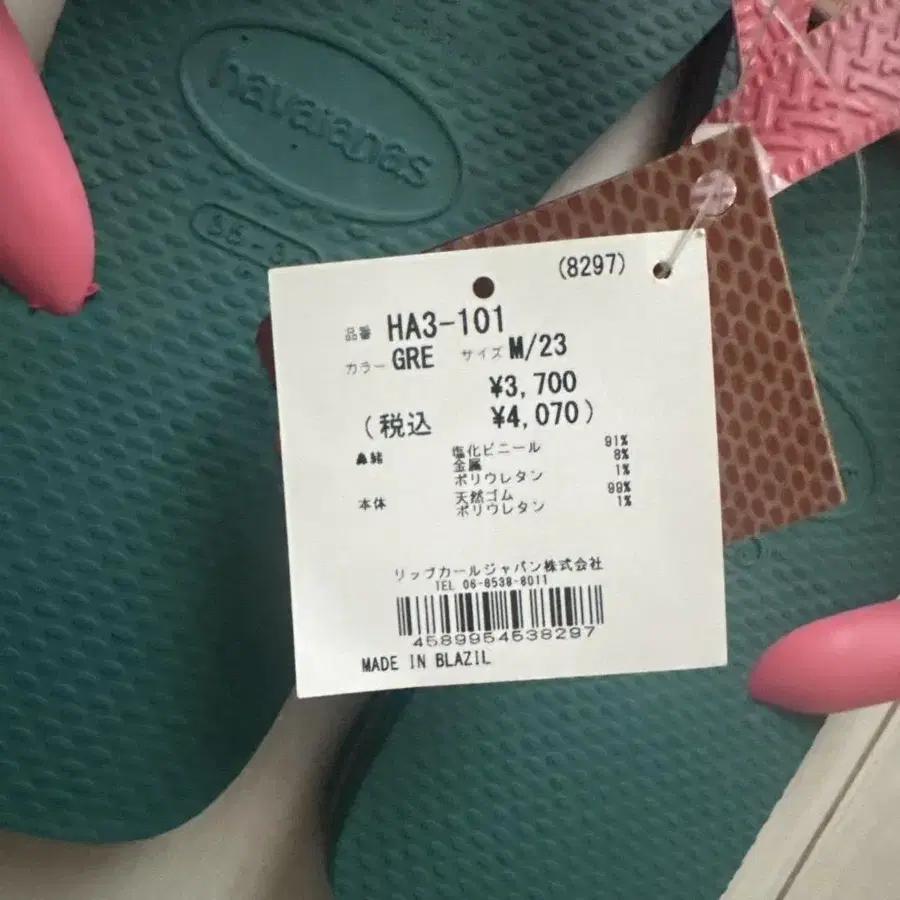 havaianas
(8297)
品番 HA3-101
カラー GRE サイズ M/23
¥3,700
(税込 ¥4,070)
鼻緒 塩化ビニール 91%
金属 8%
ポリウレタン 1%
本体 天然ゴム 99%
ポリウレタン 1%
リップカールジャパン株式会社
TEL 06-6538-8011
4589954538297
MADE IN BLAZIL